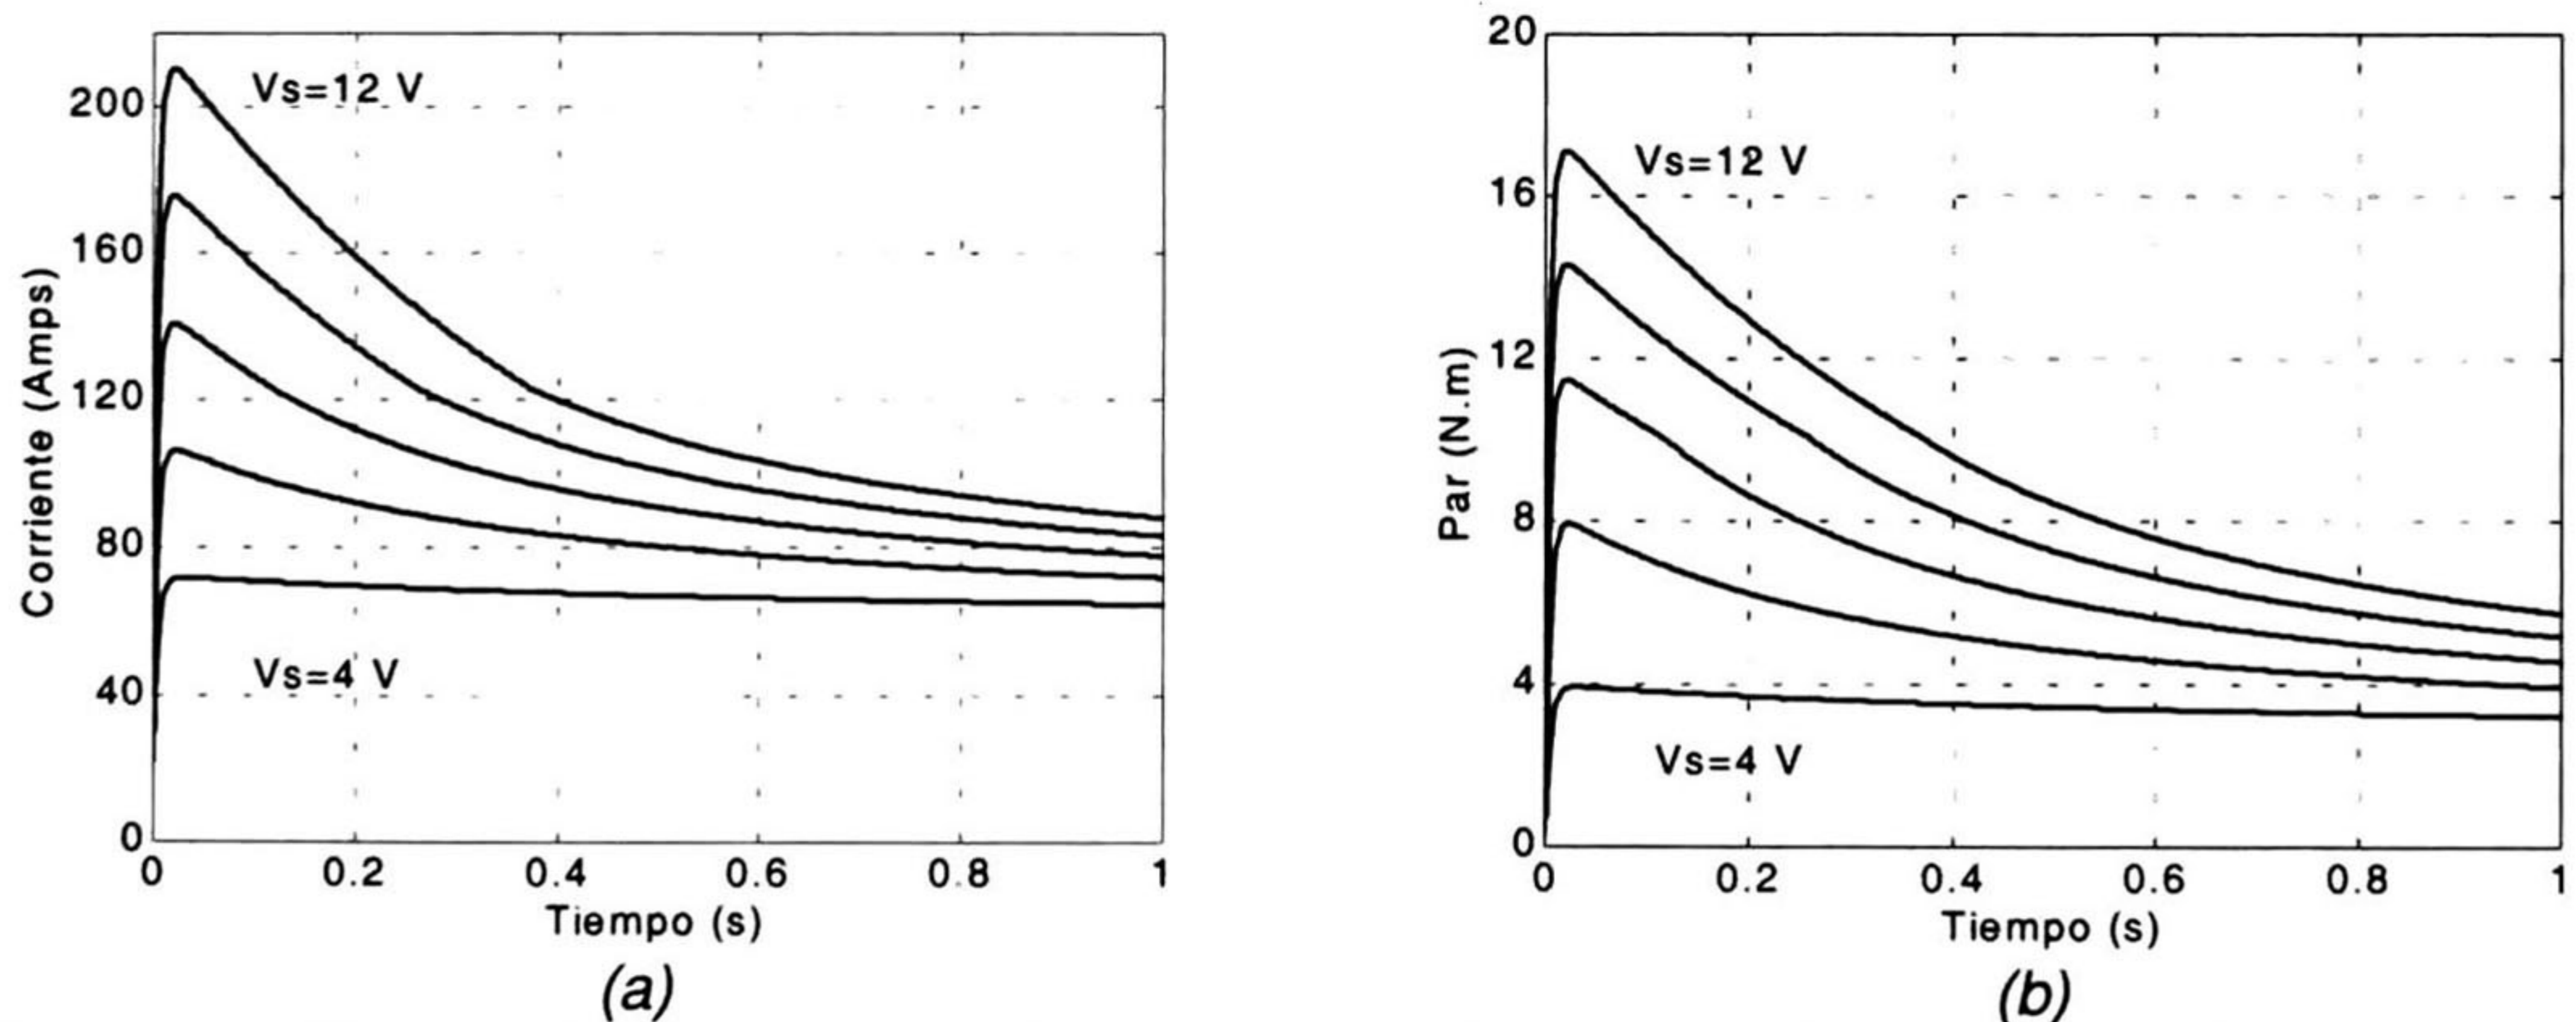 Corriente (Amps)
200
160
120
80
40
0
Vs=12 V
Vs=4 V
0 0.2 0.4 0.6 0.8 1
Tiempo (s)
(a)
Par (N.m)
20
16
12
8
4
0
Vs=12 V
Vs=4 V
0 0.2 0.4 0.6 0.8 1
Tiempo (s)
(b)